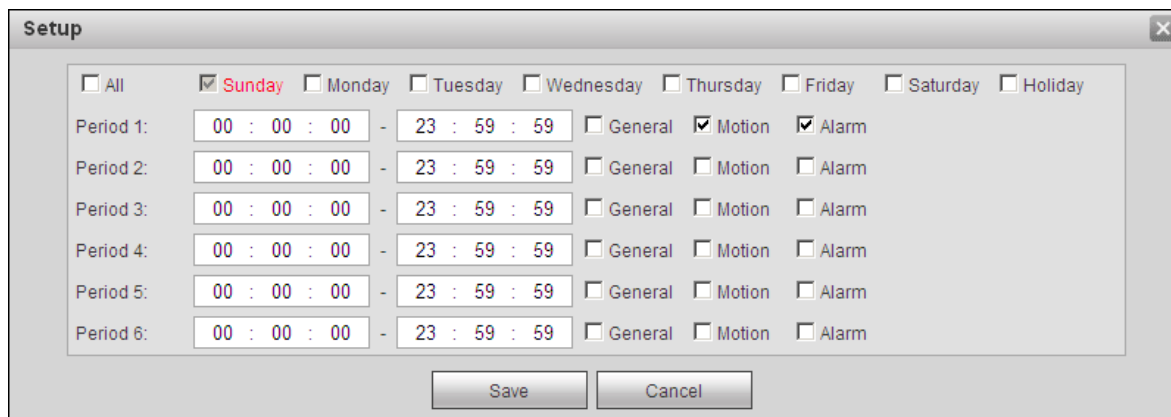 Setup
All Sunday Monday Tuesday Wednesday Thursday Friday Saturday Holiday
Period 1: 00 : 00 : 00 - 23 : 59 : 59 General Motion Alarm
Period 2: 00 : 00 : 00 - 23 : 59 : 59 General Motion Alarm
Period 3: 00 : 00 : 00 - 23 : 59 : 59 General Motion Alarm
Period 4: 00 : 00 : 00 - 23 : 59 : 59 General Motion Alarm
Period 5: 00 : 00 : 00 - 23 : 59 : 59 General Motion Alarm
Period 6: 00 : 00 : 00 - 23 : 59 : 59 General Motion Alarm
Save Cancel